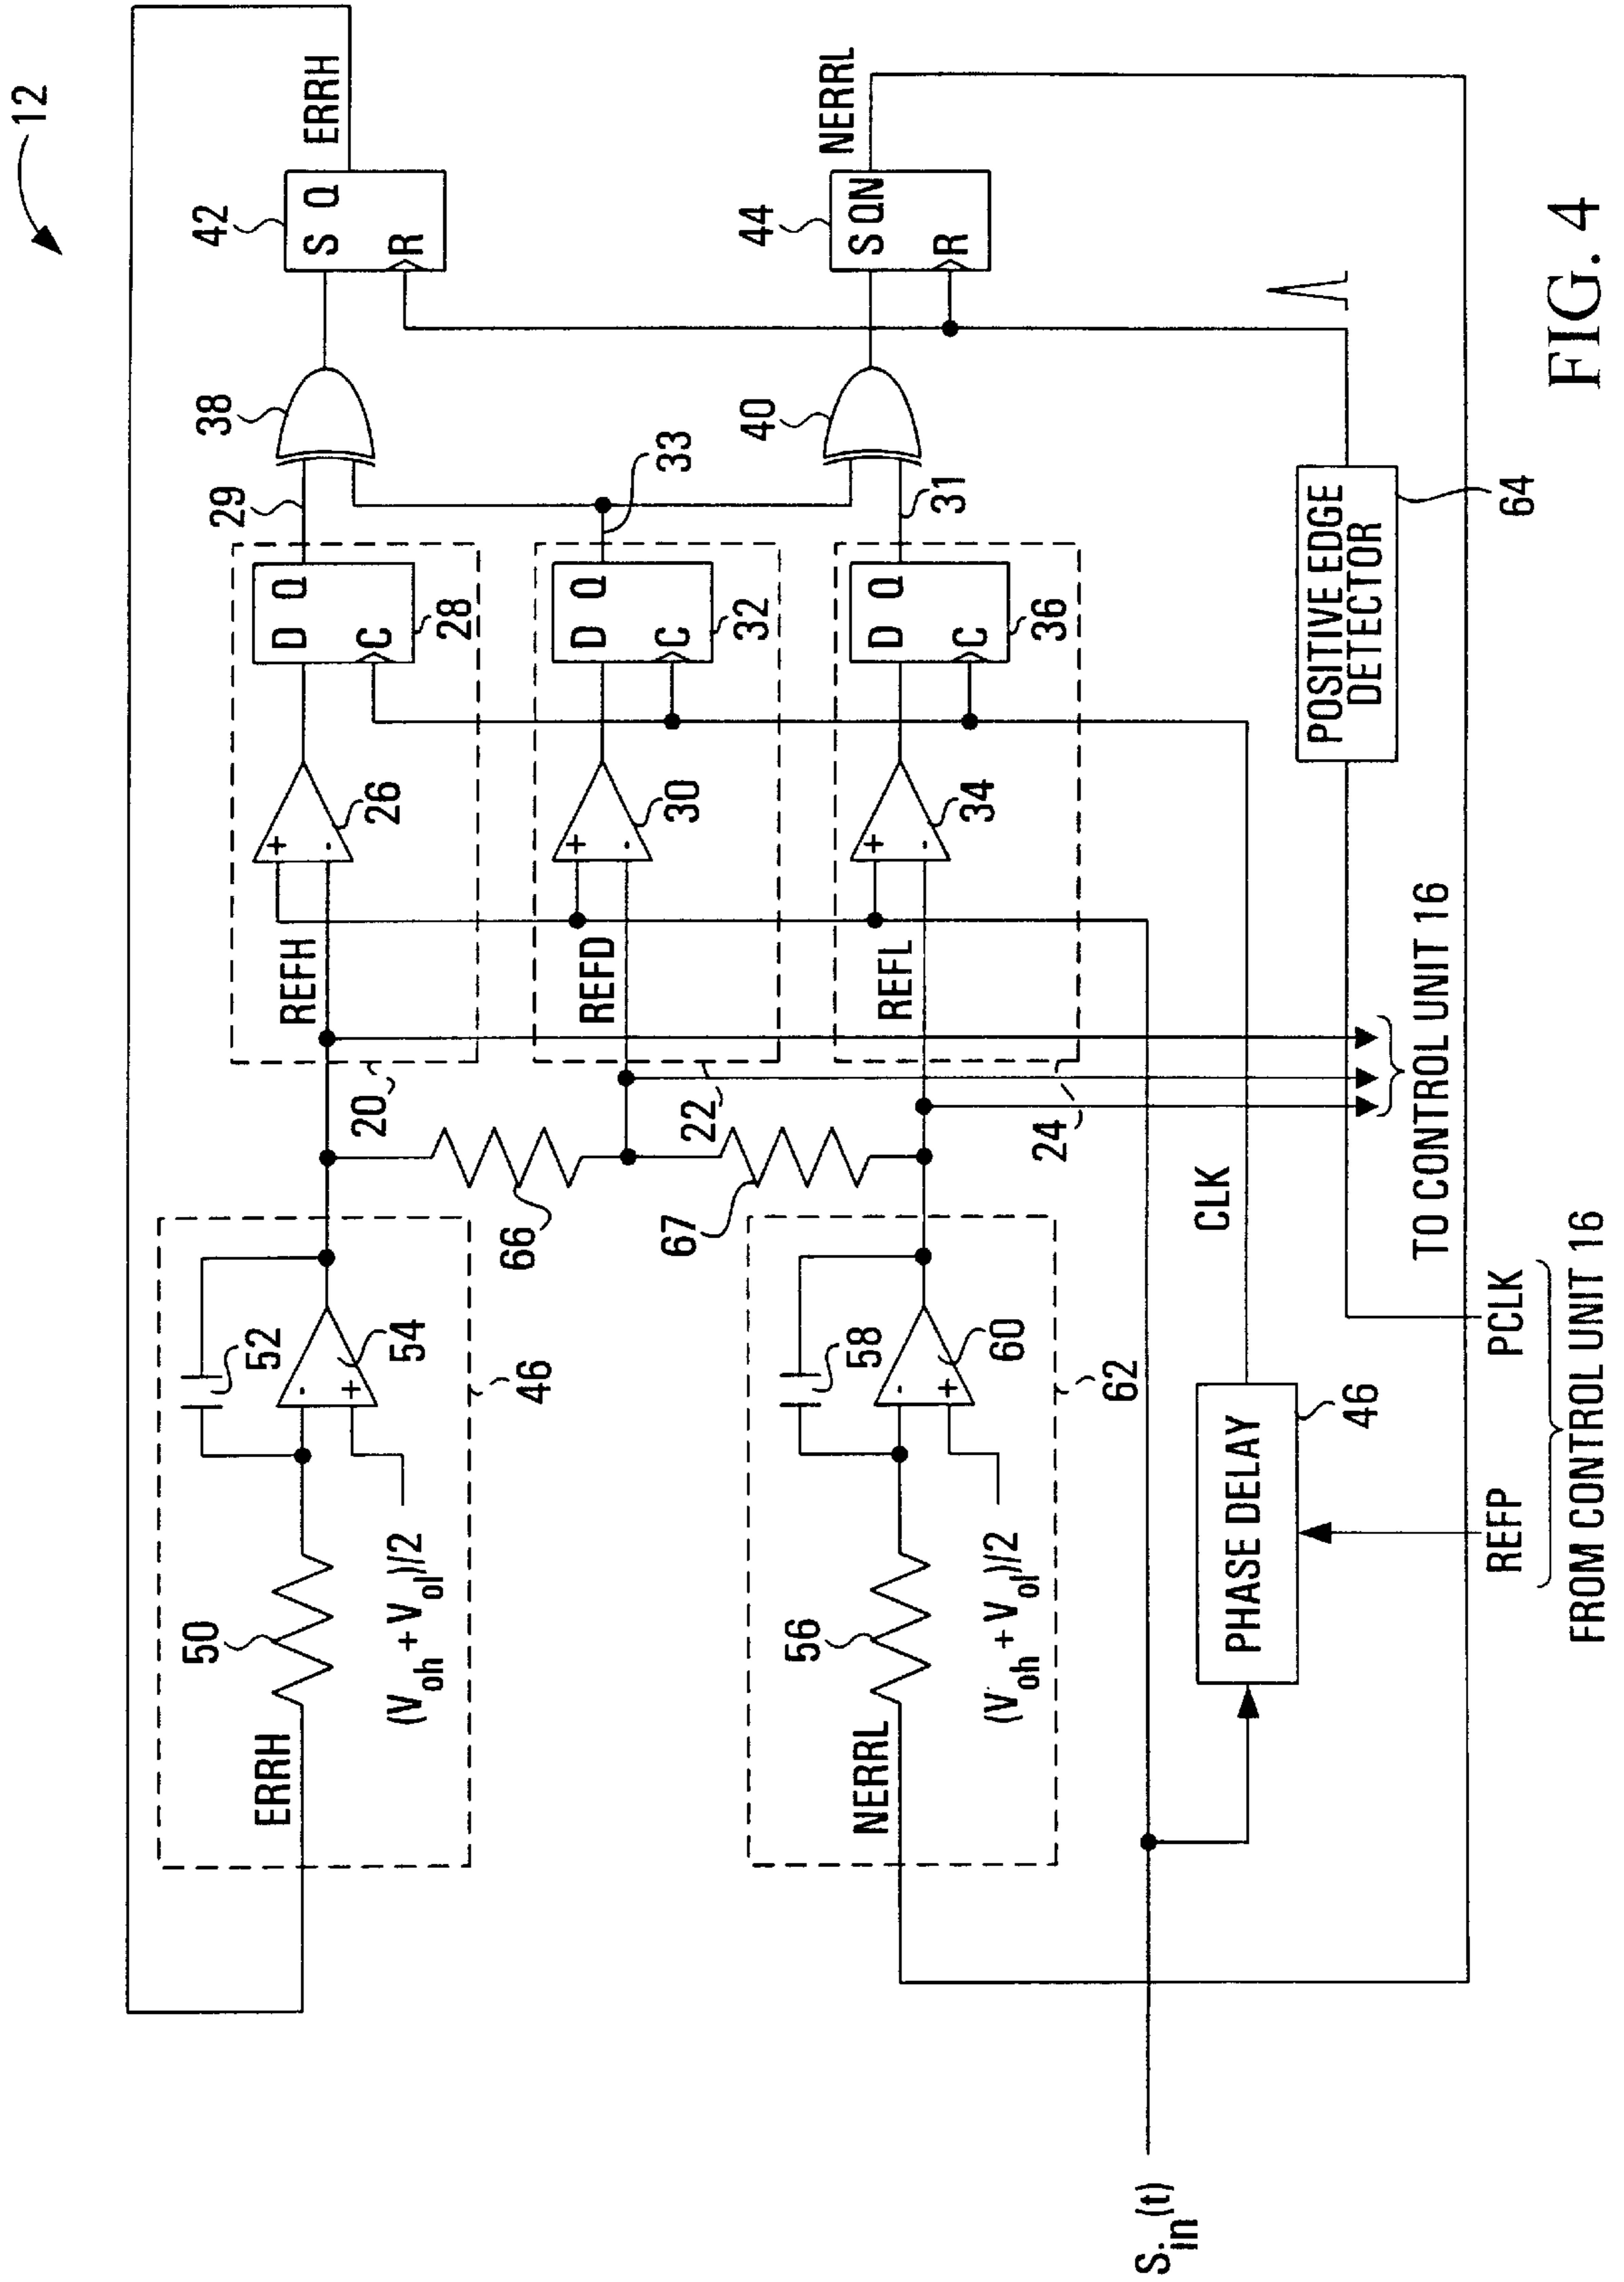 12
ERRH
50
(Voh + Vol)/2
52
54
46
REFH
20
26
D Q
C
28
29
38
42
S Q
R
ERRH
66
REFD
22
30
D Q
C
32
33
67
NERRL
56
(Voh + Vol)/2
58
60
62
REFL
24
34
D Q
C
36
31
40
44
S QN
R
NERRL
Sin(t)
PHASE DELAY
46
CLK
POSITIVE EDGE
DETECTOR
64
TO CONTROL UNIT 16
REFP
PCLK
FROM CONTROL UNIT 16
FIG. 4